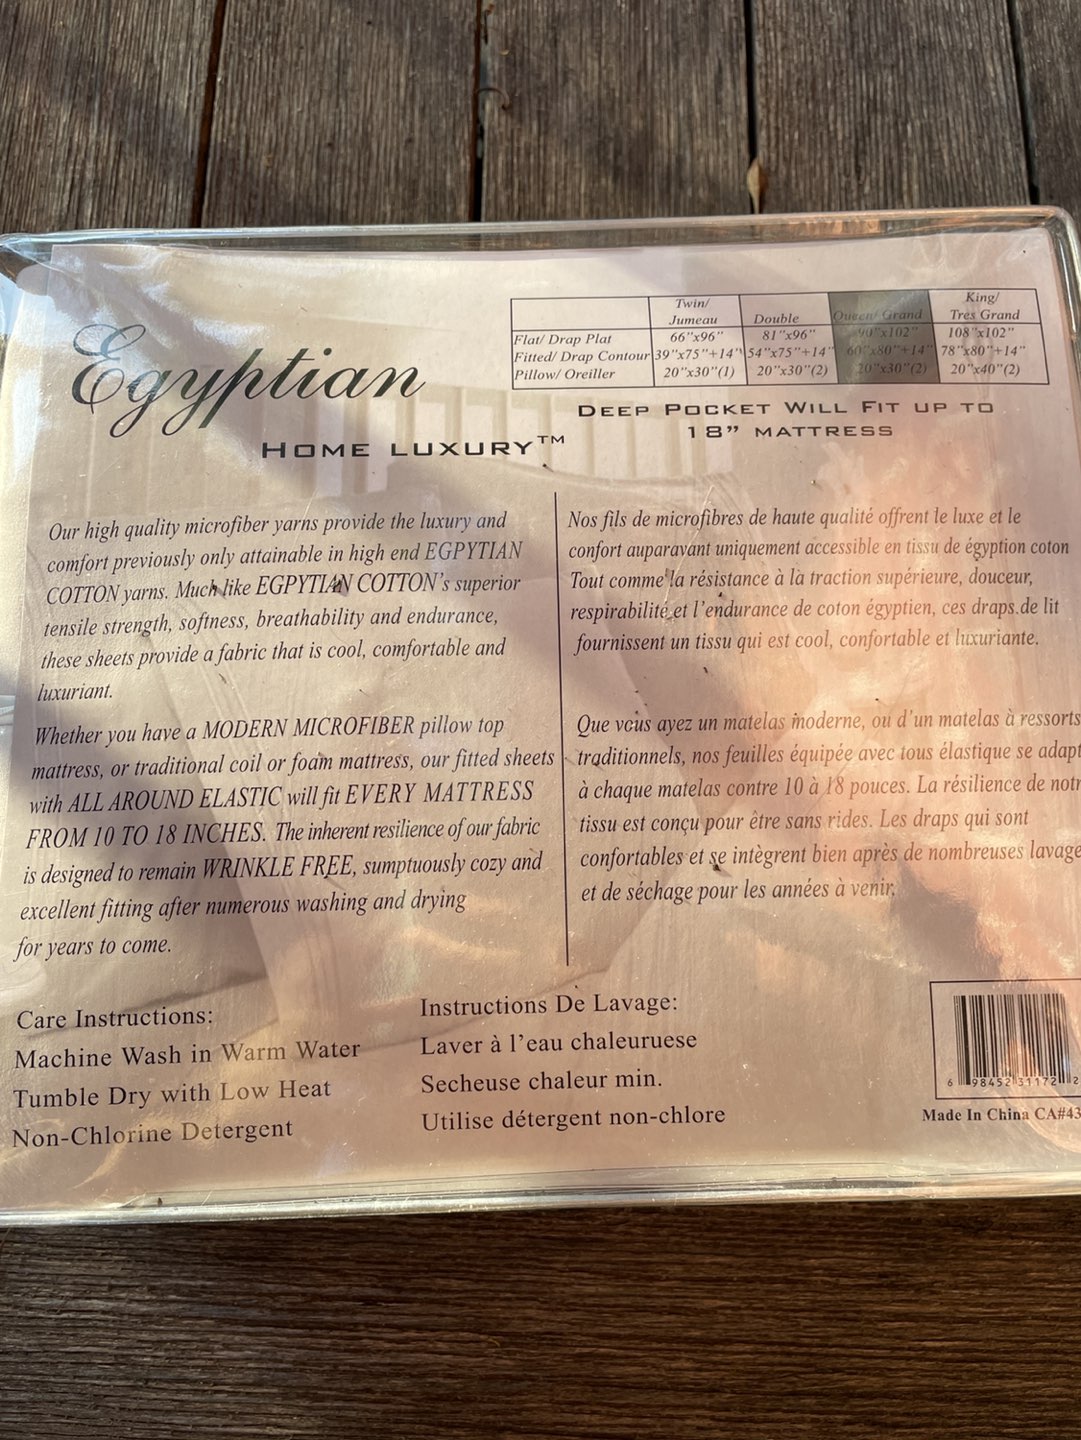 Egyptian
HOME LUXURY™
Twin/ King/
Jumeau Double Queen/ Grand Tres Grand
Flat/ Drap Plat 66"x96" 81"x96" 90"x102" 108"x102"
Fitted/ Drap Contour 39"x75"+14" 54"x75"+14" 60"x80"+14" 78"x80"+14"
Pillow/ Oreiller 20"x30"(1) 20"x30"(2) 20"x30"(2) 20"x40"(2)
DEEP POCKET WILL FIT UP TO
18" MATTRESS
Our high quality microfiber yarns provide the luxury and
comfort previously only attainable in high end EGPYTIAN
COTTON yarns. Much like EGPYTIAN COTTON's superior
tensile strength, softness, breathability and endurance,
these sheets provide a fabric that is cool, comfortable and
luxuriant.
Whether you have a MODERN MICROFIBER pillow top
mattress, or traditional coil or foam mattress, our fitted sheets
with ALL AROUND ELASTIC will fit EVERY MATTRESS
FROM 10 TO 18 INCHES. The inherent resilience of our fabric
is designed to remain WRINKLE FREE, sumptuously cozy and
excellent fitting after numerous washing and drying
for years to come.
Nos fils de microfibres de haute qualité offrent le luxe et le
confort auparavant uniquement accessible en tissu de égyption coton
Tout comme la résistance à là traction supérieure, douceur,
respirabilité et l'endurance de coton égyptien, ces draps de lit
fournissent un tissu qui est cool, confortable et luxuriante.
Que vous ayez un matelas moderne, ou d'un matelas à ressorts
traditionnels, nos feuilles équipée avec tous élastique se adapt
à chaque matelas contre 10 à 18 pouces. La résilience de notr
tissu est conçu pour être sans rides. Les draps qui sont
confortables et se intègrent bien après de nombreuses lavage
et de séchage pour les années à venir.
Care Instructions:
Machine Wash in Warm Water
Tumble Dry with Low Heat
Non-Chlorine Detergent
Instructions De Lavage:
Laver à l'eau chaleuruese
Secheuse chaleur min.
Utilise détergent non-chlore
6 98452 31172 2
Made In China CA#43